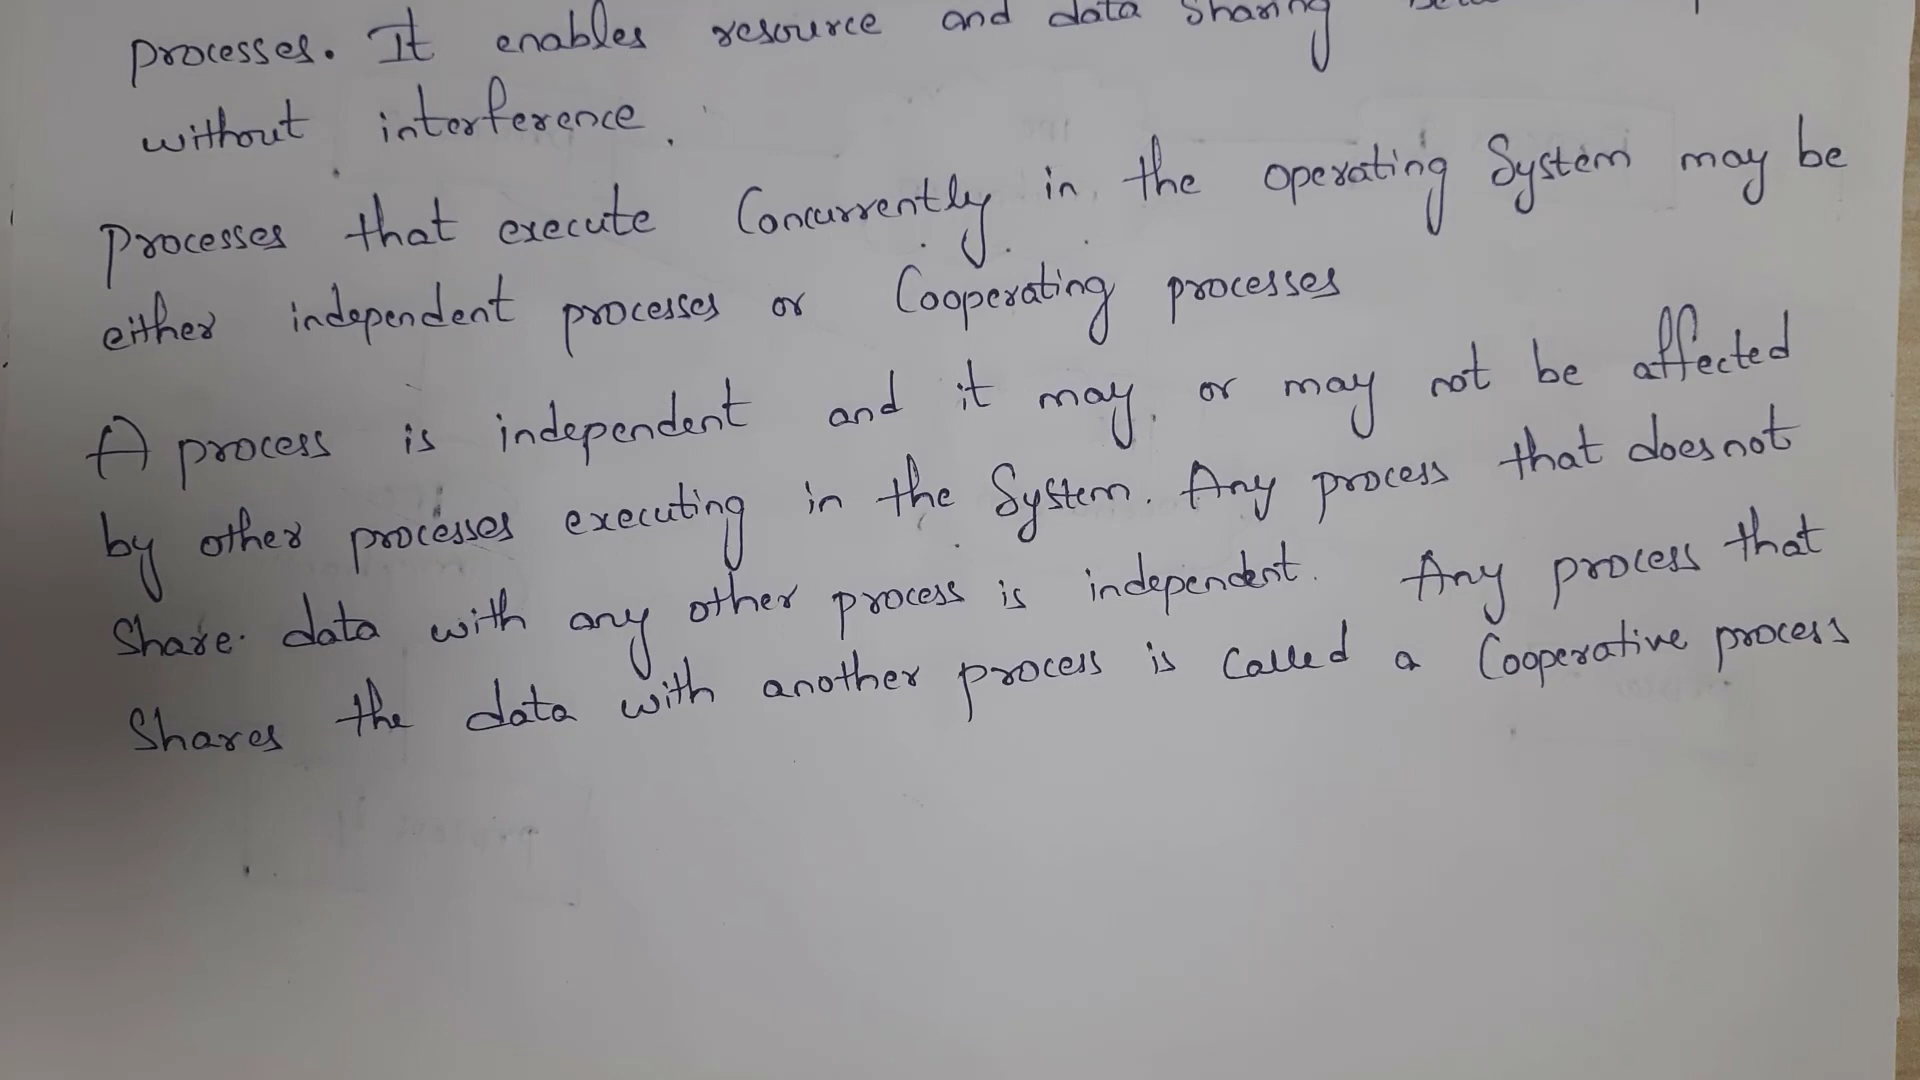 processes. It enables resource and data sharing
without interference.
processes that execute Concurrently in the operating System may be
either independent processes or Cooperating processes
A process is independent and it may or may not be affected
by other processes executing in the System. Any process that does not
Share data with any other process is independent. Any process that
Shares the data with another process is called a Cooperative process